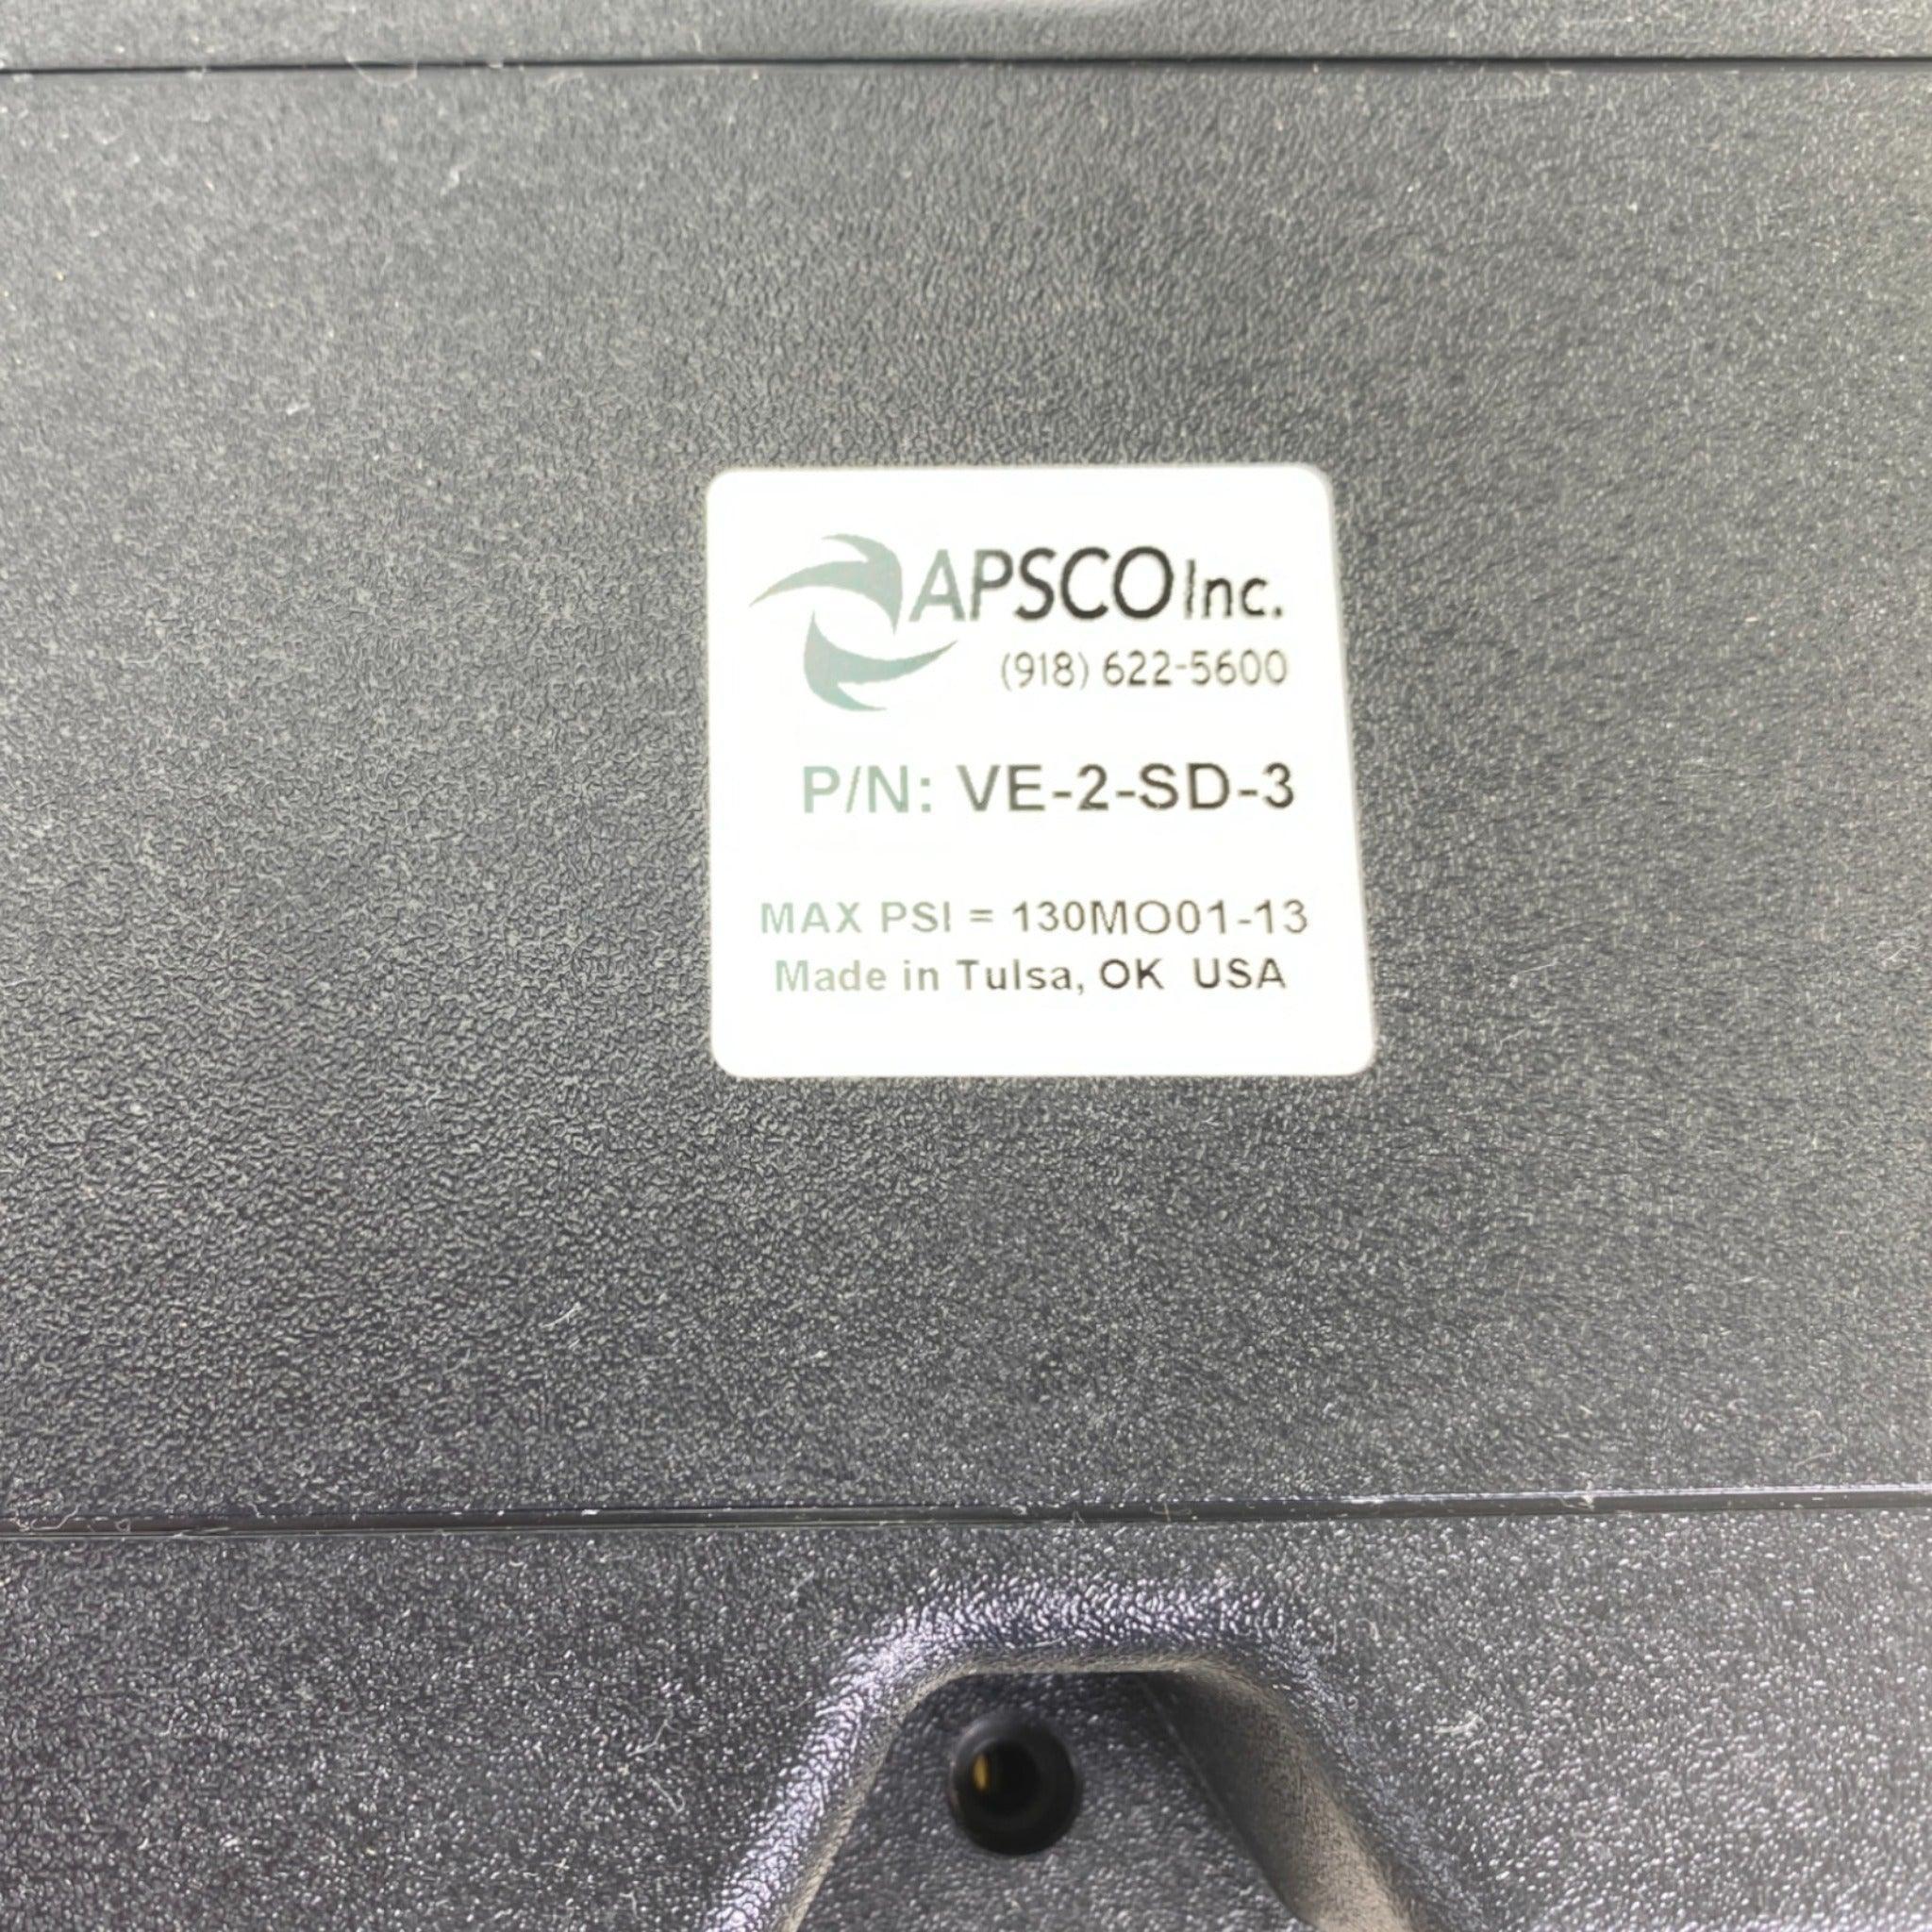 APSCO Inc.
(918) 622-5600
P/N: VE-2-SD-3
MAX PSI = 130MO01-13
Made in Tulsa, OK USA